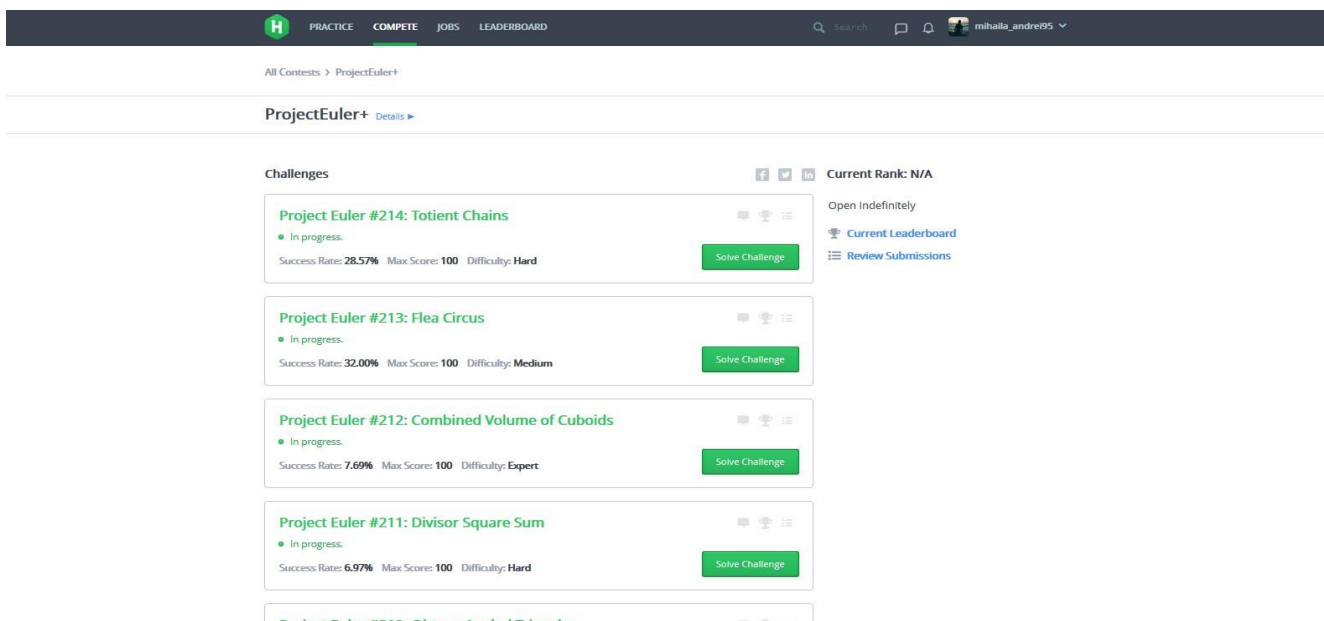 H PRACTICE COMPETE JOBS LEADERBOARD Search mihaila_andrei95
All Contests > ProjectEuler+
ProjectEuler+ Details ►
Challenges
Current Rank: N/A
Project Euler #214: Totient Chains
In progress.
Success Rate: 28.57% Max Score: 100 Difficulty: Hard
Solve Challenge
Open Indefinitely
Current Leaderboard
Review Submissions
Project Euler #213: Flea Circus
In progress.
Success Rate: 32.00% Max Score: 100 Difficulty: Medium
Solve Challenge
Project Euler #212: Combined Volume of Cuboids
In progress.
Success Rate: 7.69% Max Score: 100 Difficulty: Expert
Solve Challenge
Project Euler #211: Divisor Square Sum
In progress.
Success Rate: 6.97% Max Score: 100 Difficulty: Hard
Solve Challenge